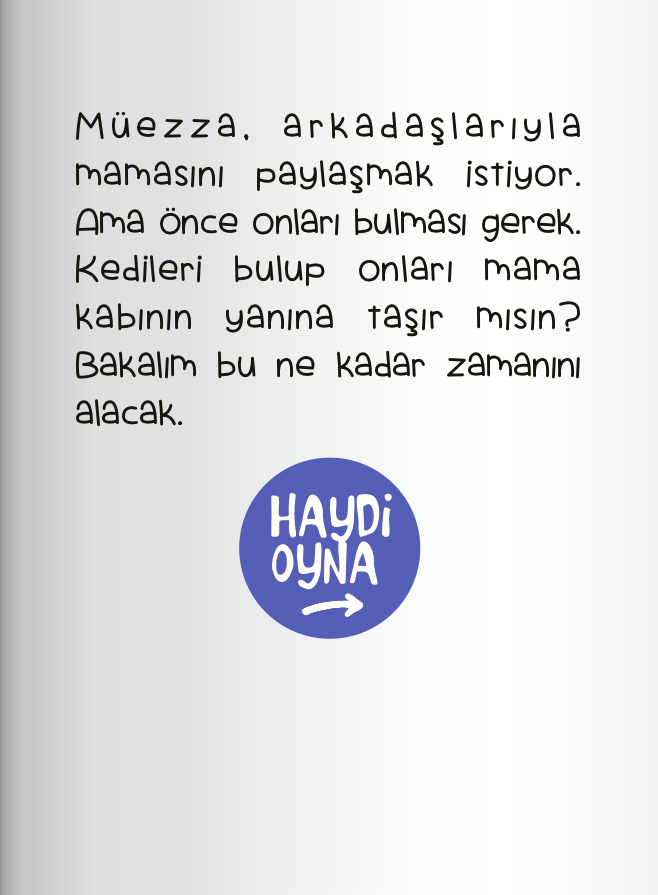 Müezza, arkadaşlarıyla
mamasını paylaşmak istiyor.
Ama önce onları bulması gerek.
Kedileri bulup onları mama
kabının yanına taşır mısın?
Bakalım bu ne kadar zamanını
alacak.
HAYDİ
OYNA